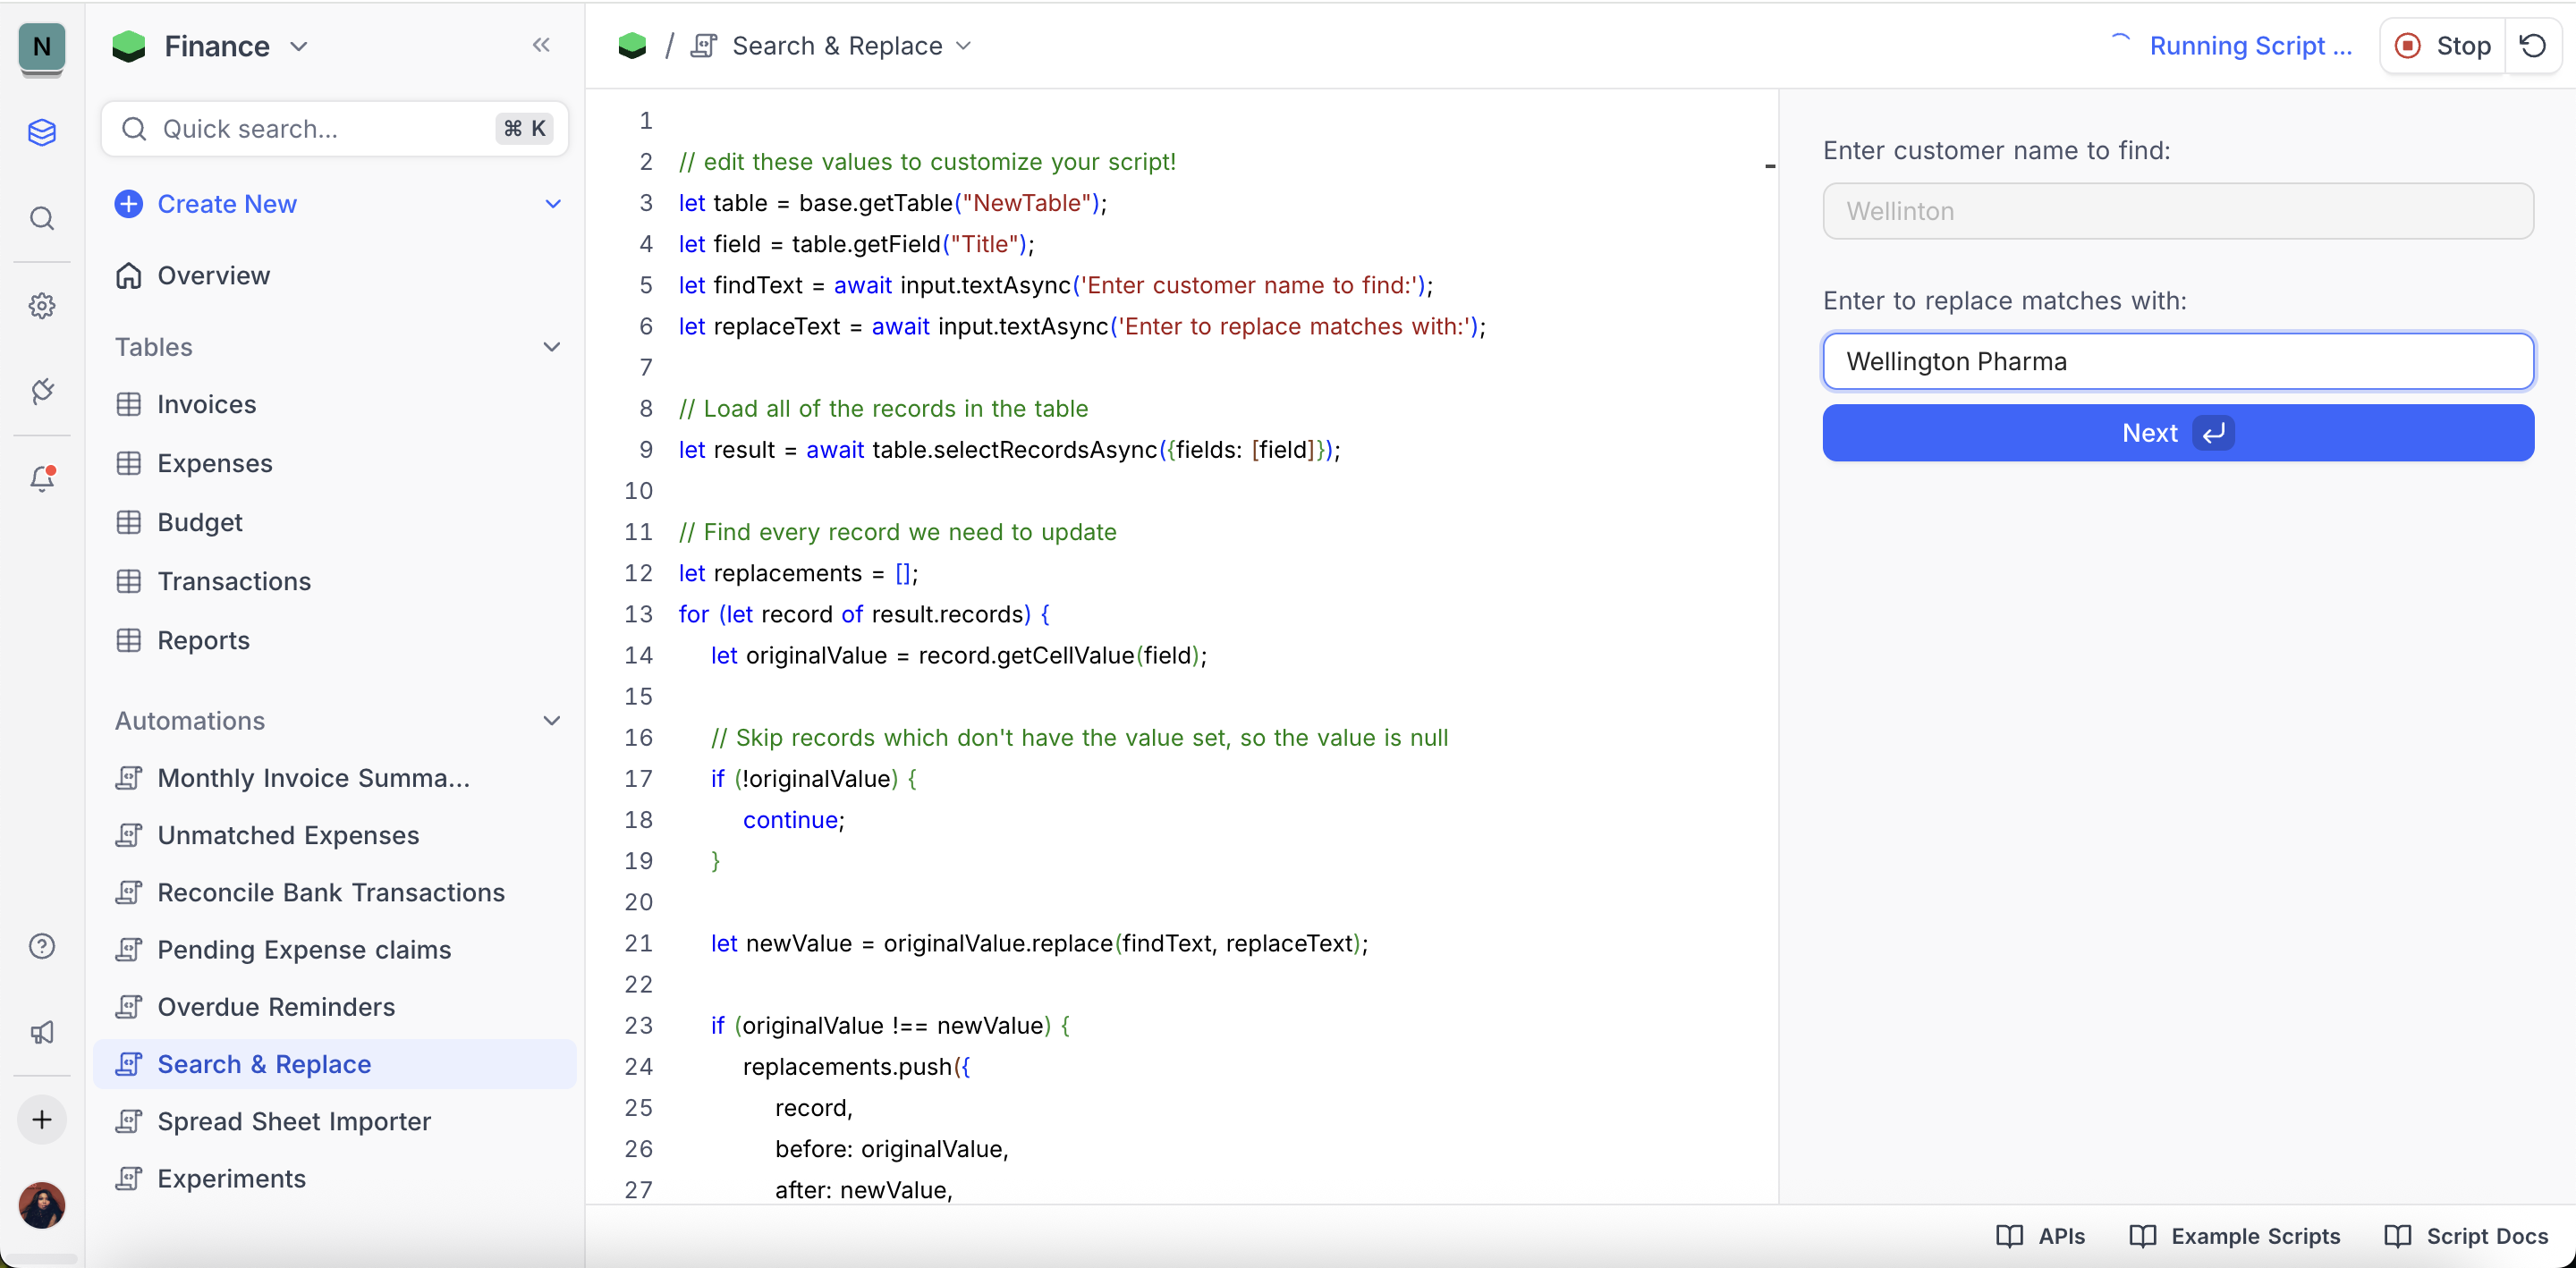 N
Finance
Quick search...
⌘ K
Create New
Overview
Tables
Invoices
Expenses
Budget
Transactions
Reports
Automations
Monthly Invoice Summa...
Unmatched Expenses
Reconcile Bank Transactions
Pending Expense claims
Overdue Reminders
Search & Replace
Spread Sheet Importer
Experiments
/ Search & Replace
Running Script ...
Stop
1
2 // edit these values to customize your script!
3 let table = base.getTable("NewTable");
4 let field = table.getField("Title");
5 let findText = await input.textAsync('Enter customer name to find:');
6 let replaceText = await input.textAsync('Enter to replace matches with:');
7
8 // Load all of the records in the table
9 let result = await table.selectRecordsAsync({fields: [field]});
10
11 // Find every record we need to update
12 let replacements = [];
13 for (let record of result.records) {
14 let originalValue = record.getCellValue(field);
15
16 // Skip records which don't have the value set, so the value is null
17 if (!originalValue) {
18 continue;
19 }
20
21 let newValue = originalValue.replace(findText, replaceText);
22
23 if (originalValue !== newValue) {
24 replacements.push({
25 record,
26 before: originalValue,
27 after: newValue,
Enter customer name to find:
Wellinton
Enter to replace matches with:
Wellington Pharma
Next
APIs
Example Scripts
Script Docs